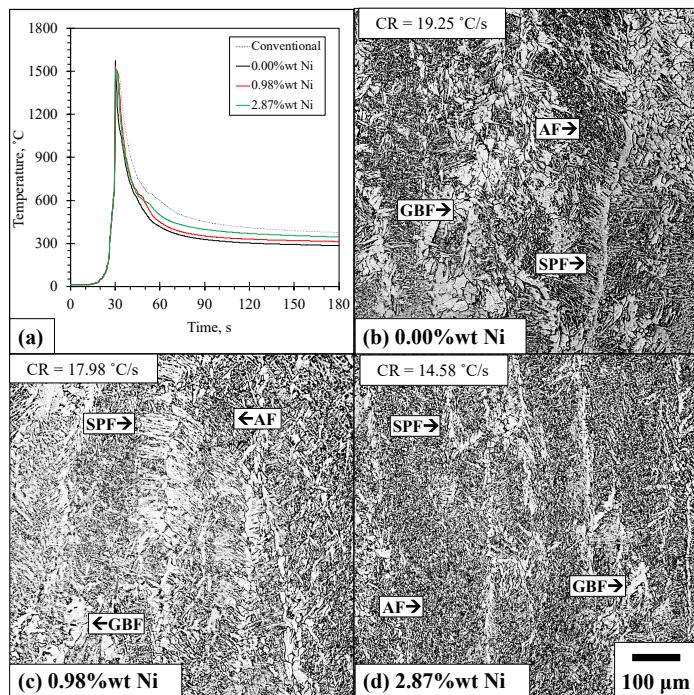 1800
1500
1200
900
600
300
0
0 30 60 90 120 150 180
Temperature, ˚C
Time, s
Conventional
0.00%wt Ni
0.98%wt Ni
2.87%wt Ni
(a)
CR = 19.25 ˚C/s
AF→
GBF→
SPF→
(b) 0.00%wt Ni
CR = 17.98 ˚C/s
SPF→
←AF
←GBF
(c) 0.98%wt Ni
CR = 14.58 ˚C/s
SPF→
GBF→
AF→
(d) 2.87%wt Ni
100 µm